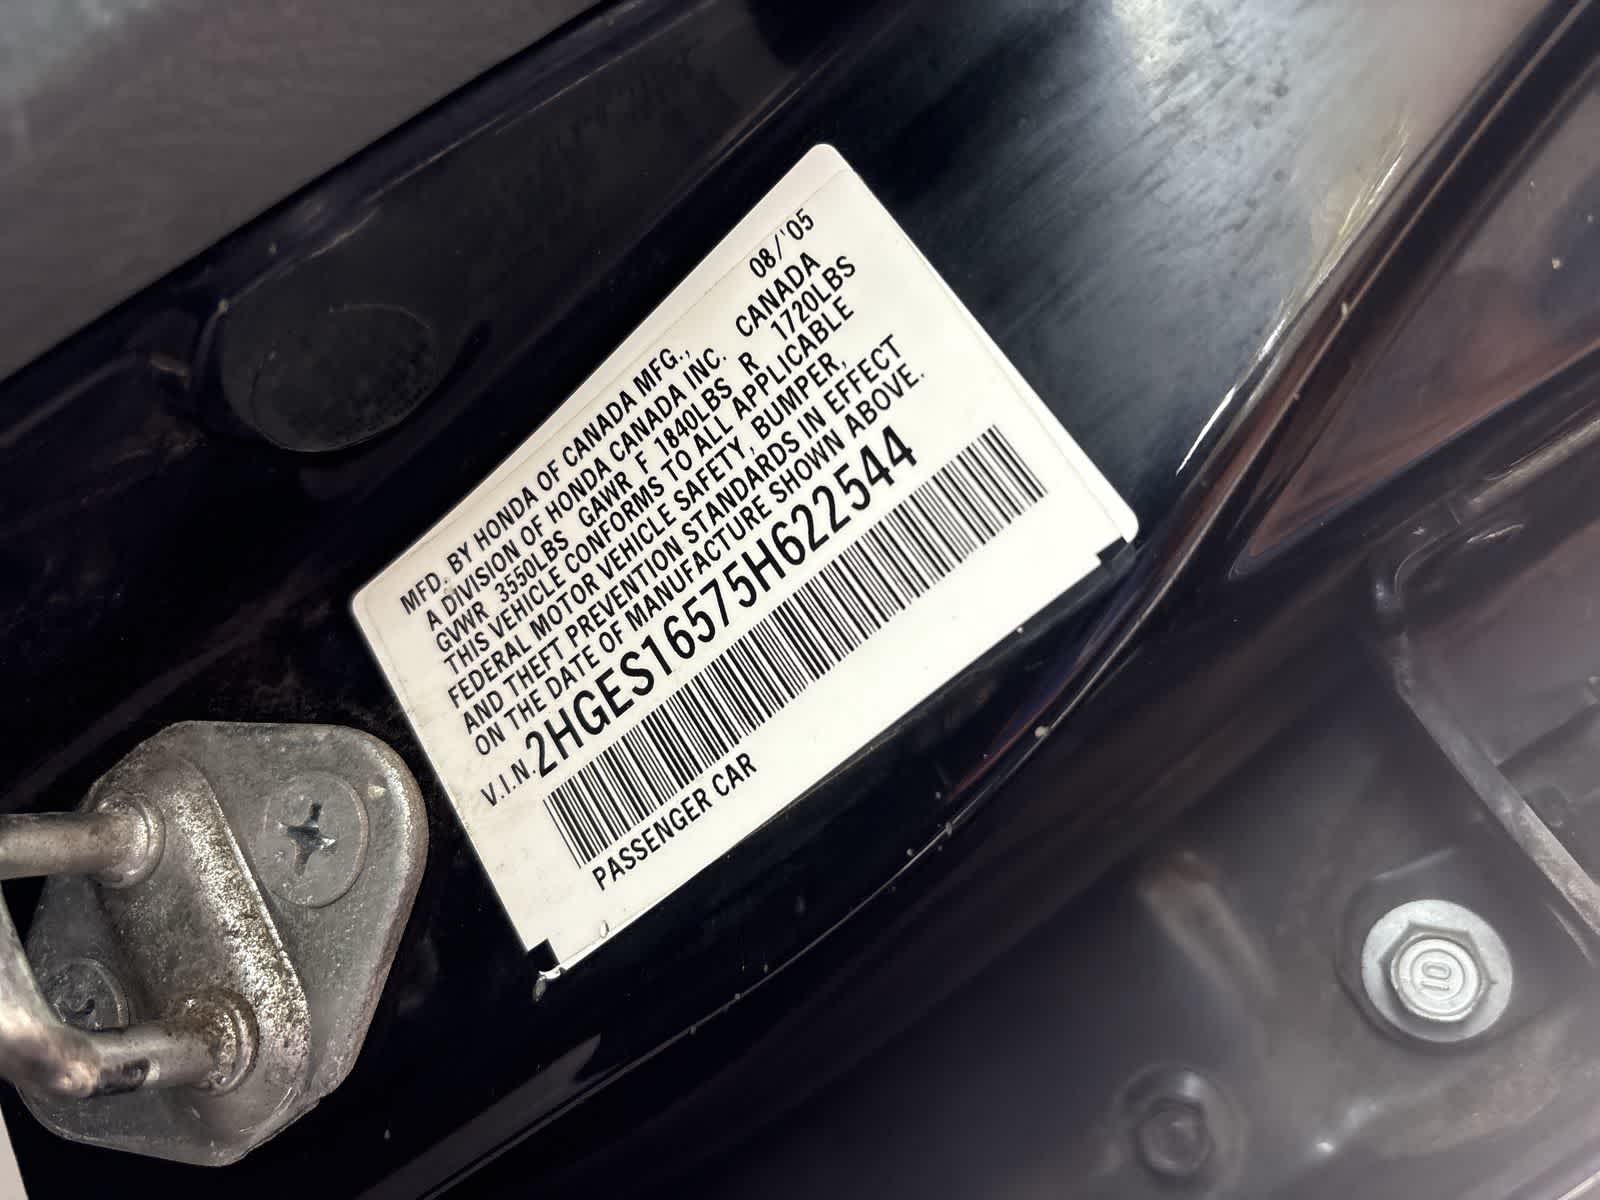 08/'05
MFD. BY HONDA OF CANADA MFG.,
A DIVISION OF HONDA CANADA INC. CANADA
GVWR 3550LBS GAWR F 1840LBS R 1720LBS
THIS VEHICLE CONFORMS TO ALL APPLICABLE
FEDERAL MOTOR VEHICLE SAFETY, BUMPER,
AND THEFT PREVENTION STANDARDS IN EFFECT
ON THE DATE OF MANUFACTURE SHOWN ABOVE.
V.I.N. 2HGES16575H622544
PASSENGER CAR
10